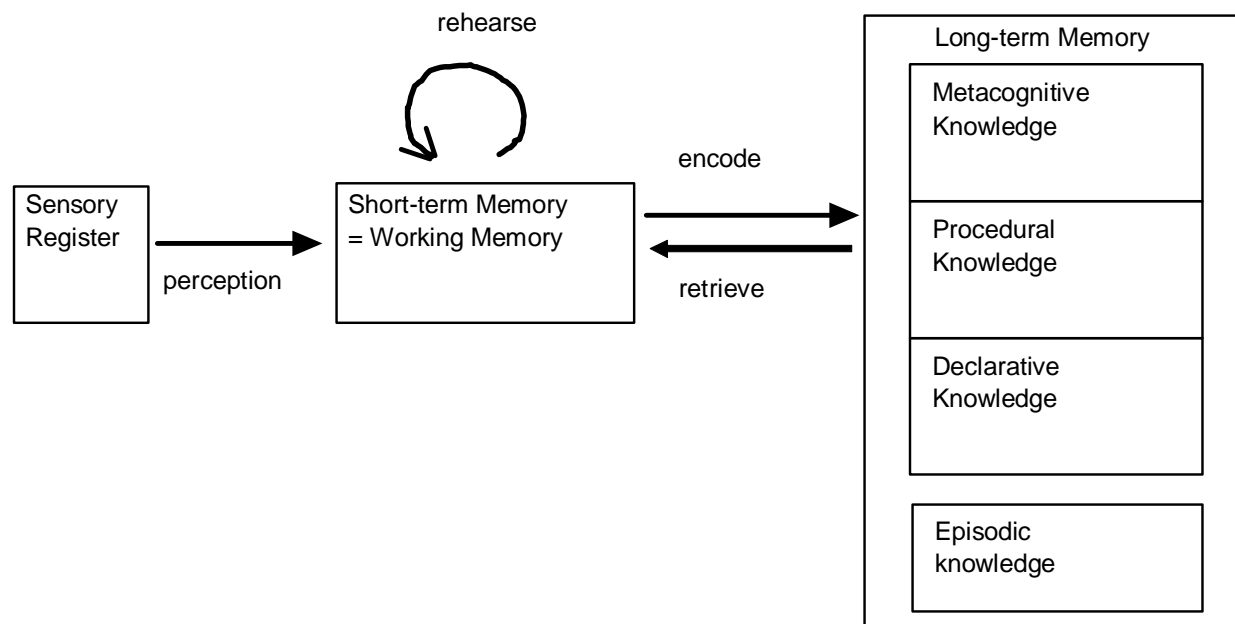 rehearse
Long-term Memory
Metacognitive
Knowledge
encode
Sensory
Register
Short-term Memory
= Working Memory
Procedural
Knowledge
perception
retrieve
Declarative
Knowledge
Episodic
knowledge